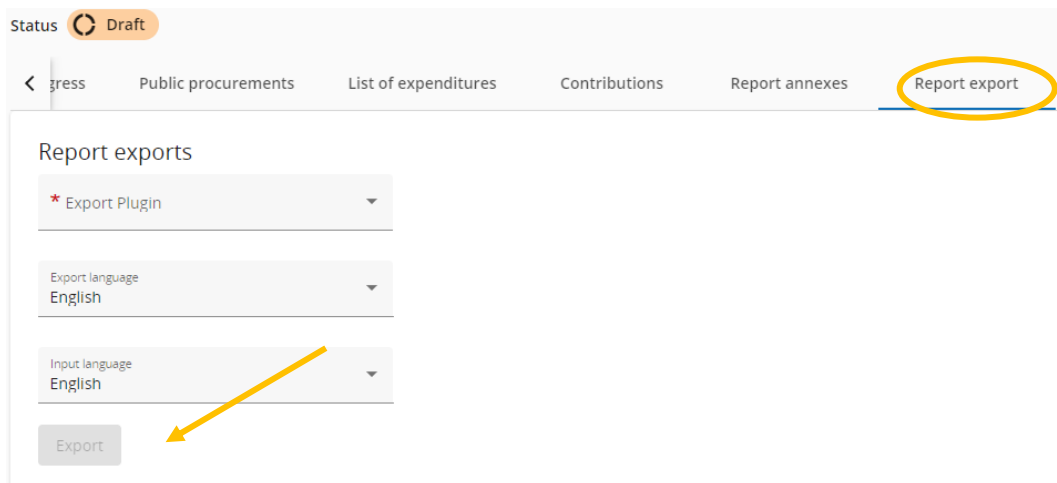 Status Draft
gress Public procurements List of expenditures Contributions Report annexes Report export
Report exports
* Export Plugin
Export language
English
Input language
English
Export